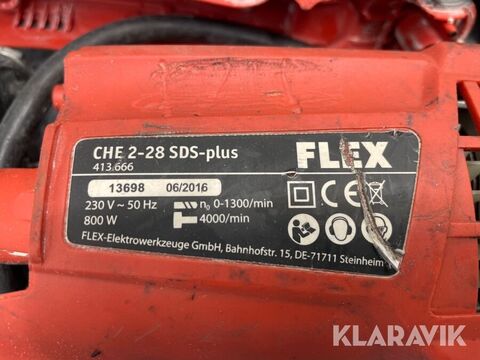 CHE 2-28 SDS-plus
FLEX
413.666
13698 06/2016
230 V ~ 50 Hz n₀ 0-1300/min
800 W 4000/min
FLEX-Elektrowerkzeuge GmbH, Bahnhofstr. 15, DE-71711 Steinheim
KLARAVIK